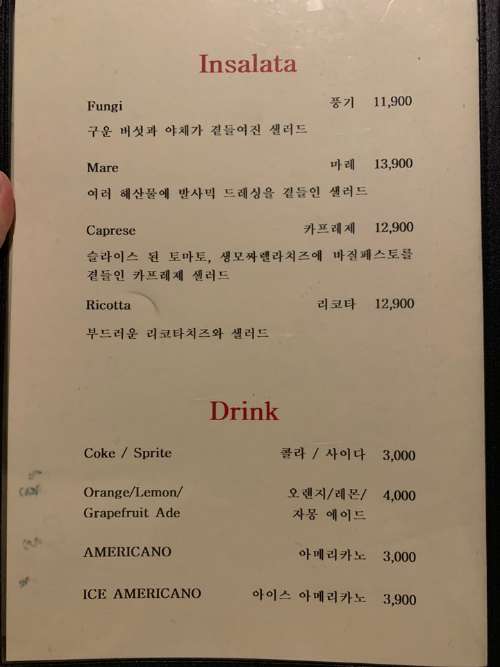 Insalata
Fungi 풍기 11,900
구운 버섯과 야채가 곁들여진 샐러드
Mare 마레 13,900
여러 해산물에 발사믹 드레싱을 곁들인 샐러드
Caprese 카프레제 12,900
슬라이스 된 토마토, 생모짜렐라치즈에 바질페스토를
곁들인 카프레제 샐러드
Ricotta 리코타 12,900
부드러운 리코타치즈와 샐러드
Drink
Coke / Sprite 콜라 / 사이다 3,000
Orange/Lemon/ 오렌지/레몬/ 4,000
Grapefruit Ade 자몽 에이드
AMERICANO 아메리카노 3,000
ICE AMERICANO 아이스 아메리카노 3,900